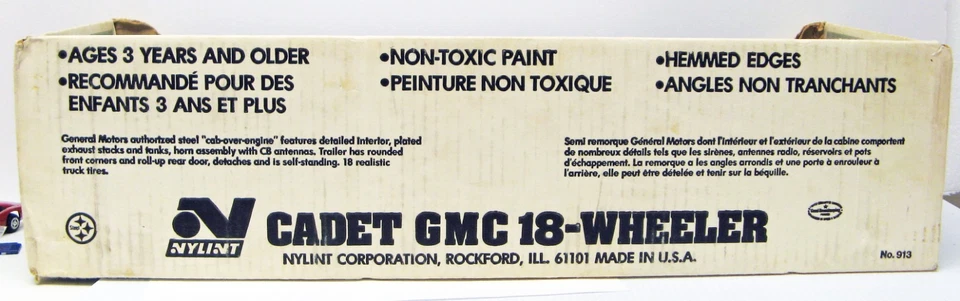 •AGES 3 YEARS AND OLDER
•RECOMMANDÉ POUR DES
ENFANTS 3 ANS ET PLUS
•NON-TOXIC PAINT
•PEINTURE NON TOXIQUE
•HEMMED EDGES
•ANGLES NON TRANCHANTS
General Motors authorized steel "cab-over-engine" features detailed interior, plated
exhaust stacks and tanks, horn assembly with CB antennas. Trailer has rounded
front corners and roll-up rear door, detaches and is self-standing. 18 realistic
truck tires.
Semi remorque Général Motors dont l'intérieur et l'extérieur de la cabine comportent
de nombreux détails tels que les sirènes, antennes radio, réservoirs et pots
d'échappement. La remorque a les angles arrondis et une porte à enrouleur à
l'arrière, elle peut être dételée et tenir sur la béquille.
NYLINT
CADET GMC 18-WHEELER
NYLINT CORPORATION, ROCKFORD, ILL. 61101 MADE IN U.S.A.
No. 913